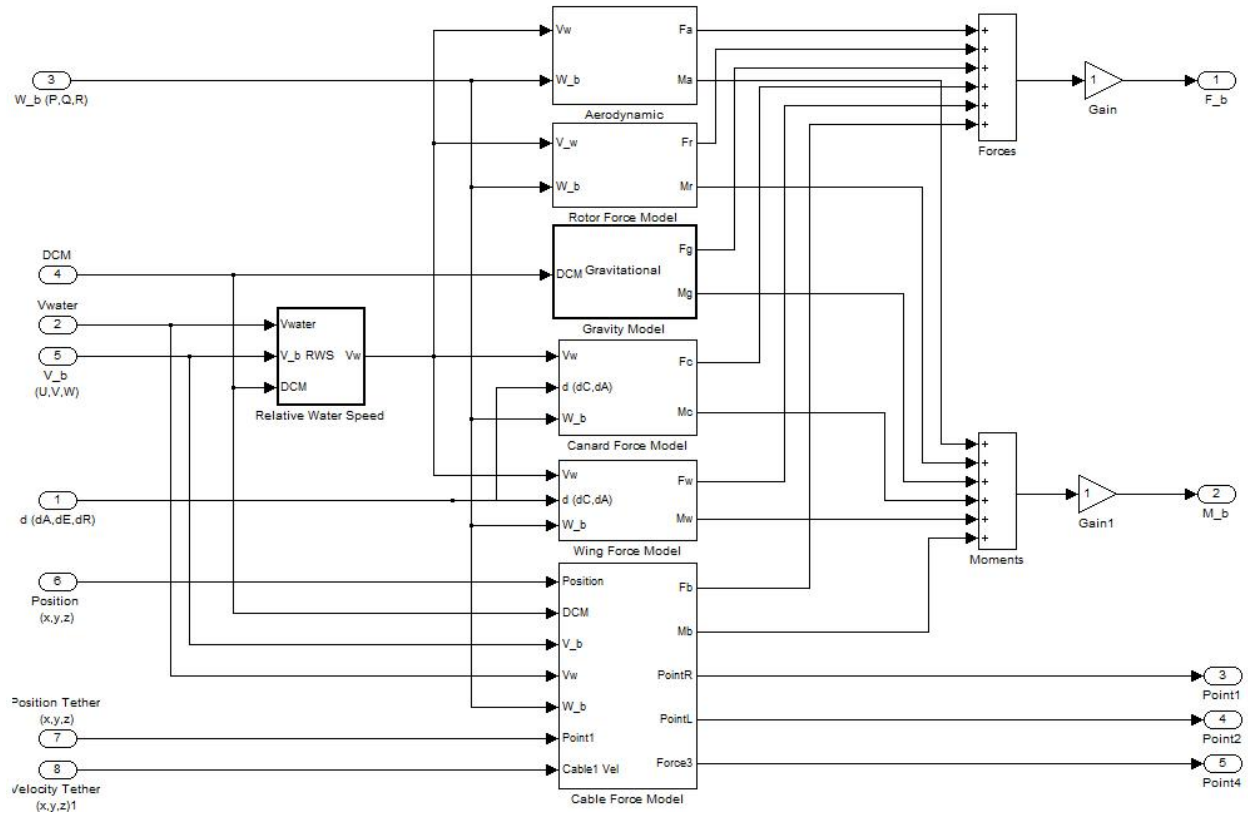 3
W_b (P,Q,R)
DCM
4
Vwater
2
5
V_b
(U,V,W)
1
d (dA,dE,dR)
6
Position
(x,y,z)
Position Tether
(x,y,z)
7
8
Velocity Tether
(x,y,z)1
Vwater
V_b RWS Vw
DCM
Relative Water Speed
Vw Fa
W_b Ma
Aerodynamic
V_w Fr
W_b Mr
Rotor Force Model
Fg
DCM Gravitational
Mg
Gravity Model
Vw Fc
d (dC,dA)
W_b Mc
Canard Force Model
Vw Fw
d (dC,dA)
W_b Mw
Wing Force Model
Position Fb
DCM
V_b Mb
Vw PointR
W_b PointL
Point1
Cable1 Vel Force3
Cable Force Model
+
+
+
+
+
+
Forces
1
Gain
1
F_b
+
+
+
+
+
+
Moments
1
Gain1
2
M_b
3
Point1
4
Point2
5
Point4